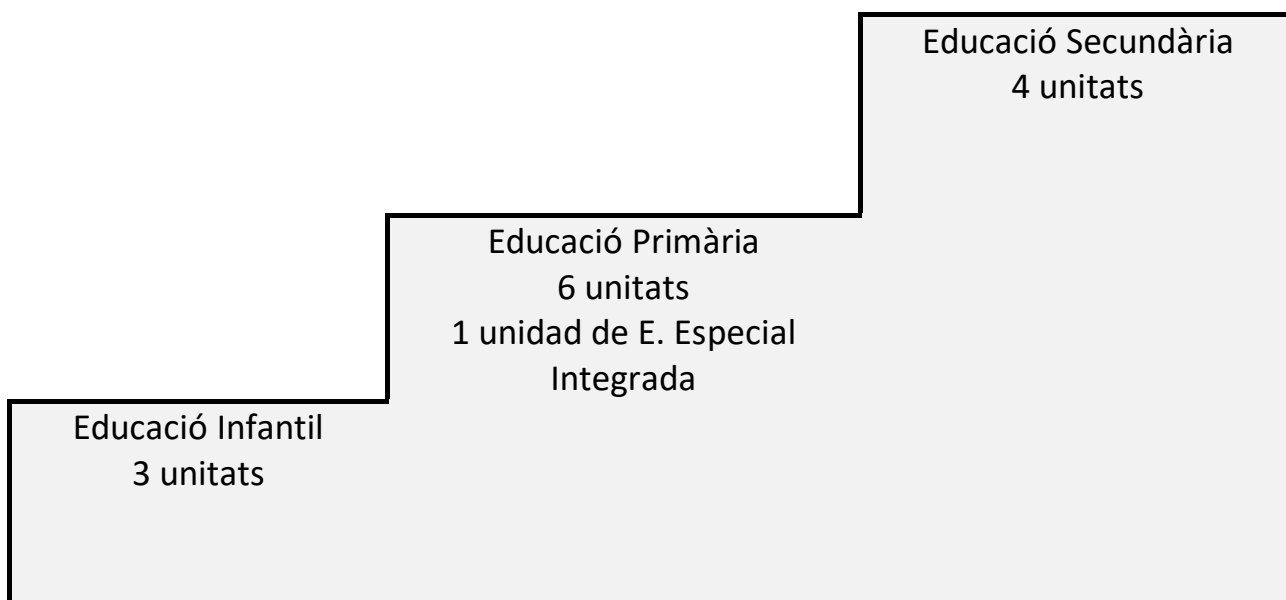 Educació Secundària
4 unitats
Educació Primària
6 unitats
1 unidad de E. Especial
Integrada
Educació Infantil
3 unitats